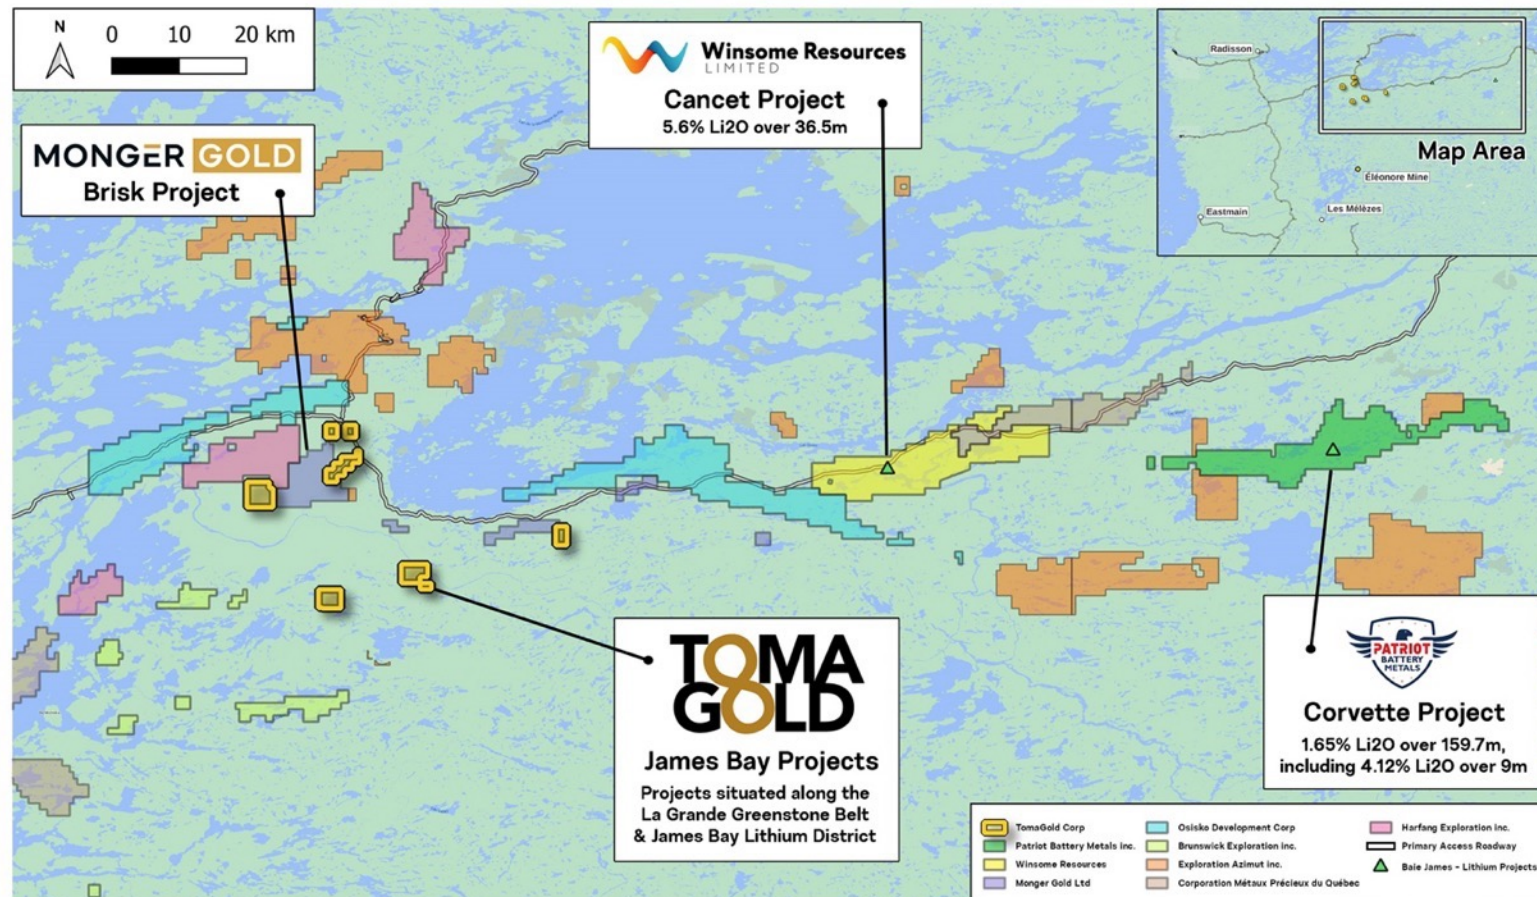 N
0 10 20 km
MONGER GOLD
Brisk Project
Winsome Resources
LIMITED
Cancet Project
5.6% Li2O over 36.5m
Radisson
Map Area
Éléonore Mine
Eastmain
Les Mélèzes
TOMA
GOLD
James Bay Projects
Projects situated along the
La Grande Greenstone Belt
& James Bay Lithium District
PATRIOT
BATTERY
METALS
Corvette Project
1.65% Li2O over 159.7m,
including 4.12% Li2O over 9m
TomaGold Corp
Patriot Battery Metals inc.
Winsome Resources
Monger Gold Ltd
Osisko Development Corp
Brunswick Exploration inc.
Exploration Azimut inc.
Corporation Métaux Précieux du Québec
Harfang Exploration inc.
Primary Access Roadway
Baie James - Lithium Projects